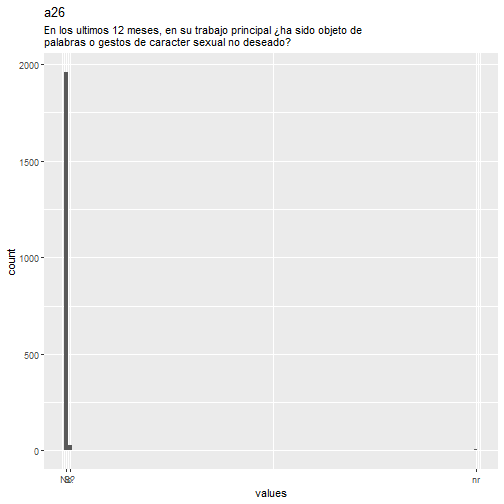 a26
En los ultimos 12 meses, en su trabajo principal ¿ha sido objeto de
palabras o gestos de caracter sexual no deseado?
2000
1500
1000
500
0
count
nr
values